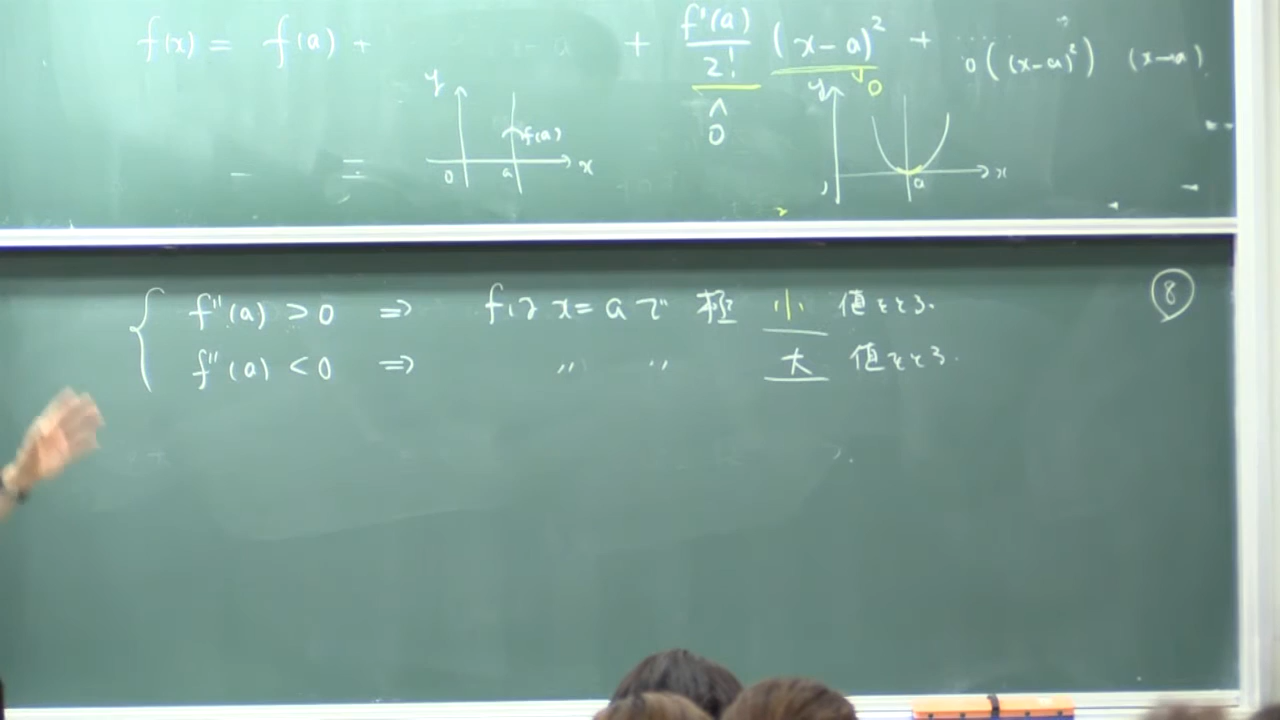 f(x) = f(a) + + f''(a)/2! (x-a)² + o((x-a)²) (x→a)
∨0
∧
0
y
f(a)
0 a x
y
a x
=
{ f''(a) > 0 ⇒ f は x = a で 極 小 値をとる.
f''(a) < 0 ⇒ 〃 〃 大 値をとる.
⑧